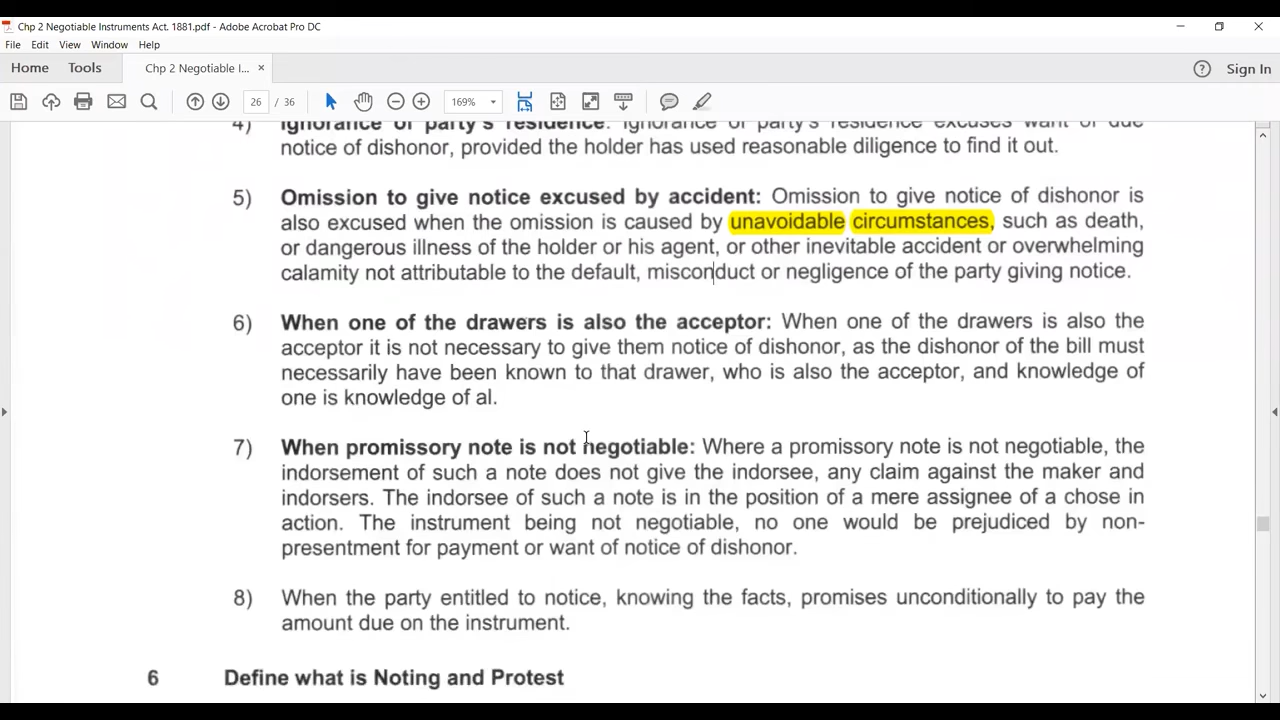 Chp 2 Negotiable Instruments Act. 1881.pdf - Adobe Acrobat Pro DC
File Edit View Window Help
Home Tools Chp 2 Negotiable I... × ? Sign In
26 / 36 169%
4) Ignorance of party's residence: Ignorance of party's residence excuses want of due
notice of dishonor, provided the holder has used reasonable diligence to find it out.
5) Omission to give notice excused by accident: Omission to give notice of dishonor is
also excused when the omission is caused by unavoidable circumstances, such as death,
or dangerous illness of the holder or his agent, or other inevitable accident or overwhelming
calamity not attributable to the default, misconduct or negligence of the party giving notice.
6) When one of the drawers is also the acceptor: When one of the drawers is also the
acceptor it is not necessary to give them notice of dishonor, as the dishonor of the bill must
necessarily have been known to that drawer, who is also the acceptor, and knowledge of
one is knowledge of al.
7) When promissory note is not negotiable: Where a promissory note is not negotiable, the
indorsement of such a note does not give the indorsee, any claim against the maker and
indorsers. The indorsee of such a note is in the position of a mere assignee of a chose in
action. The instrument being not negotiable, no one would be prejudiced by non-
presentment for payment or want of notice of dishonor.
8) When the party entitled to notice, knowing the facts, promises unconditionally to pay the
amount due on the instrument.
6 Define what is Noting and Protest